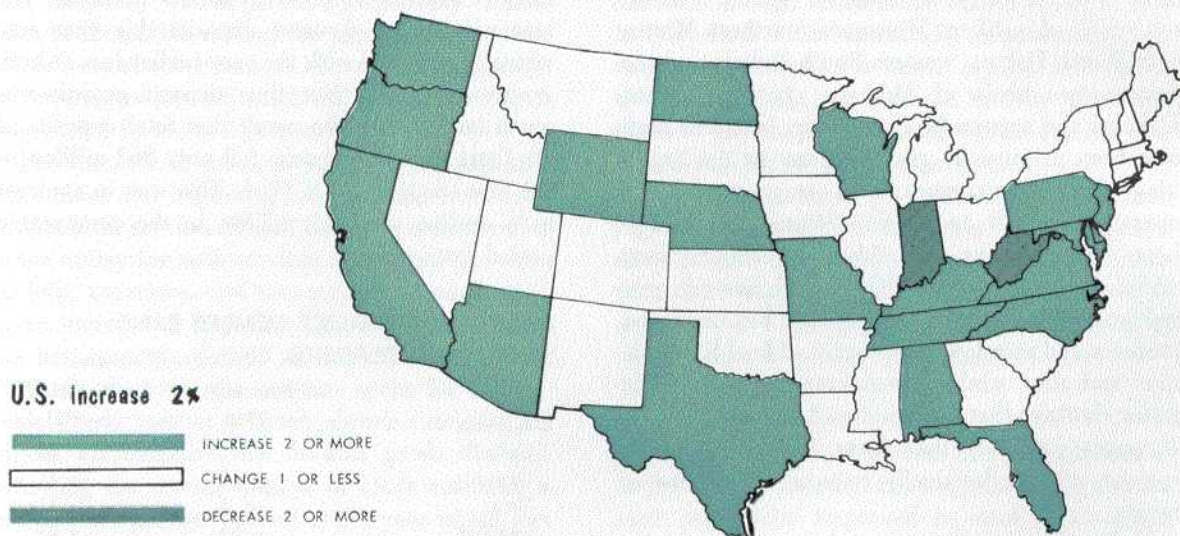 U.S. Increase 2%
INCREASE 2 OR MORE
CHANGE 1 OR LESS
DECREASE 2 OR MORE